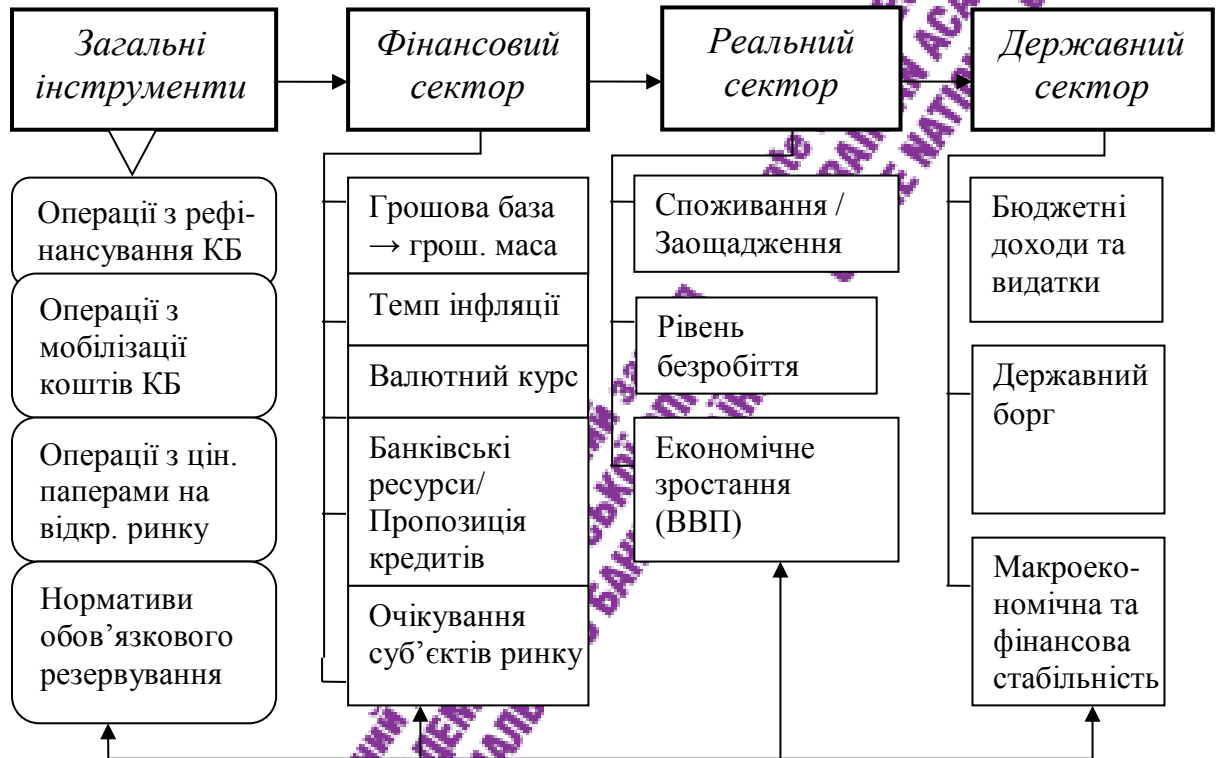 Загальні
інструменти
Фінансовий
сектор
Реальний
сектор
Державний
сектор
Операції з рефі-
нансування КБ
Операції з
мобілізації
коштів КБ
Операції з цін.
паперами на
відкр. ринку
Нормативи
обов’язкового
резервування
Грошова база
→ грош. маса
Темп інфляції
Валютний курс
Банківські
ресурси/
Пропозиція
кредитів
Очікування
суб’єктів ринку
Споживання /
Заощадження
Рівень
безробіття
Економічне
зростання
(ВВП)
Бюджетні
доходи та
видатки
Державний
борг
Макроеко-
номічна та
фінансова
стабільність